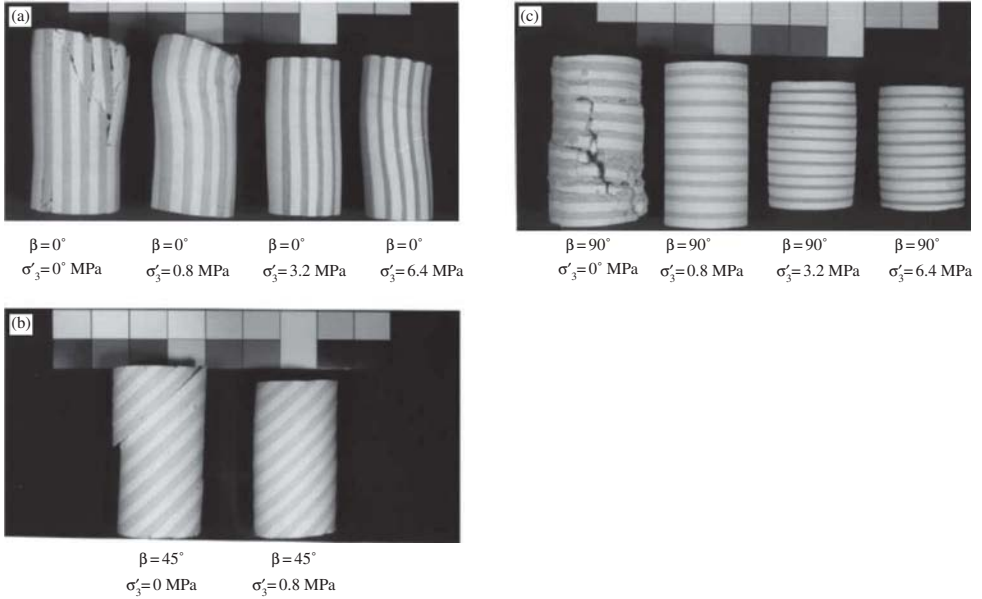 (a)
β=0° β=0° β=0° β=0°
σ′3=0° MPa σ′3=0.8 MPa σ′3=3.2 MPa σ′3=6.4 MPa
(b)
β=45° β=45°
σ′3=0 MPa σ′3=0.8 MPa
(c)
β=90° β=90° β=90° β=90°
σ′3=0° MPa σ′3=0.8 MPa σ′3=3.2 MPa σ′3=6.4 MPa